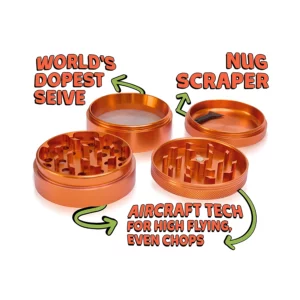 WORLD'S
DOPEST
SEIVE
NUG
SCRAPER
AIRCRAFT TECH
FOR HIGH FLYING,
EVEN CHOPS